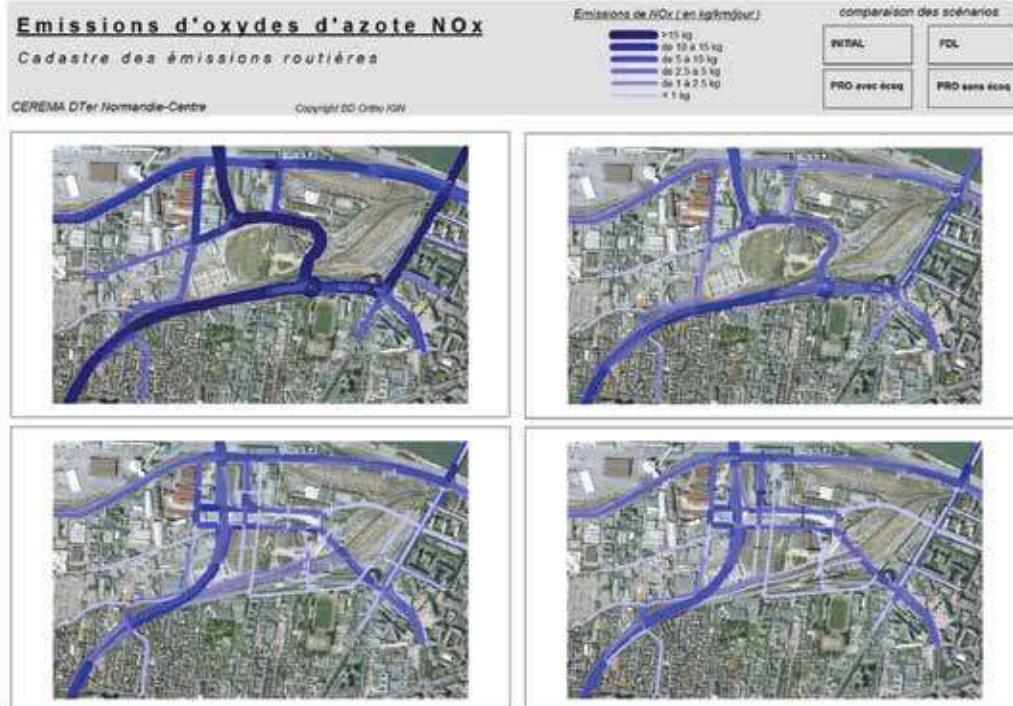 Emissions d'oxydes d'azote NOx
Cadastre des émissions routières
CEREMA DTer Normandie-Centre
Copyright BD Ortho IGN
Emissions de NOx ( en kg/km/jour )
>15 kg
de 10 à 15 kg
de 5 à 10 kg
de 2.5 à 5 kg
de 1 à 2.5 kg
< 1 kg
comparaison des scénarios
INITIAL
FDL
PRO avec écoq
PRO sans écoq